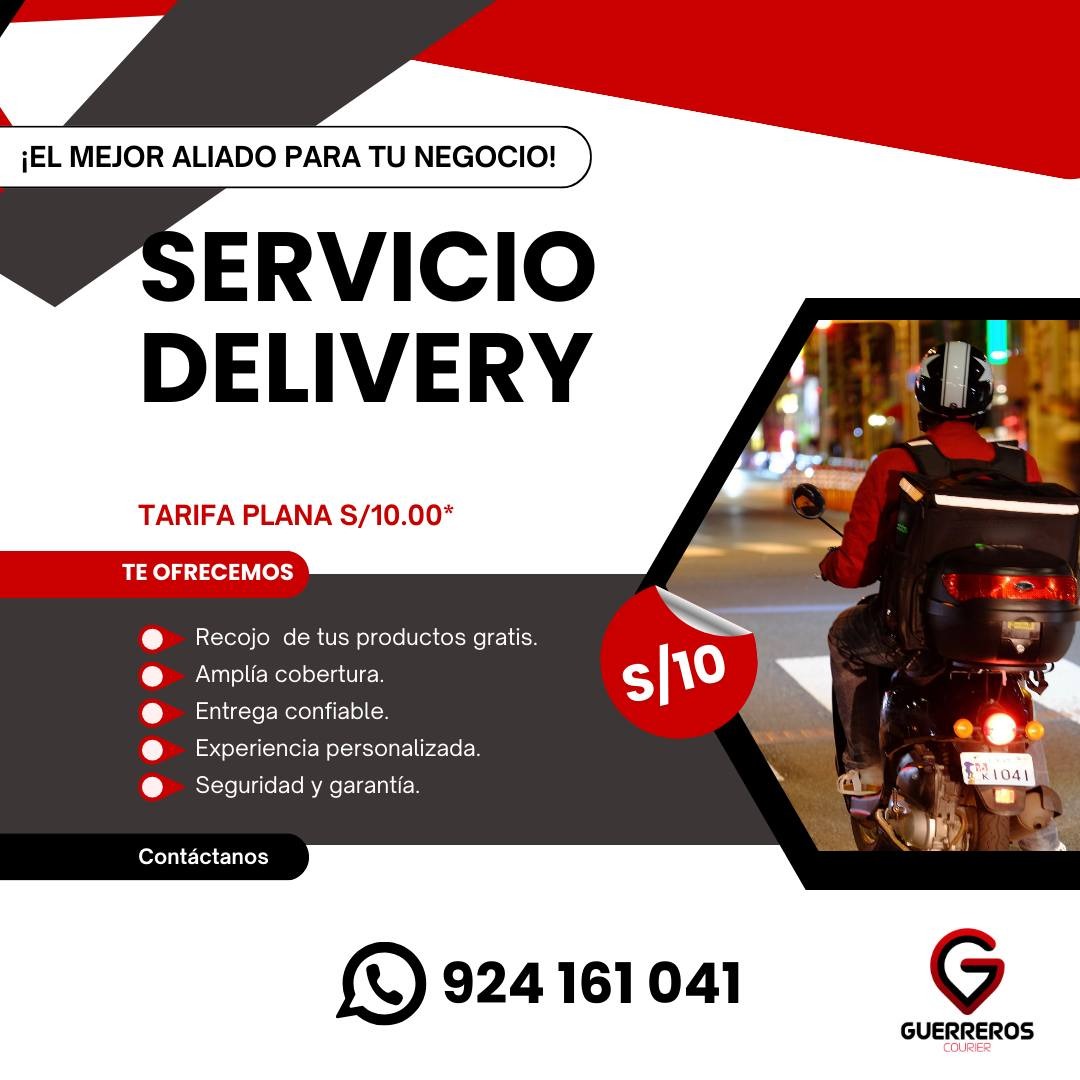 ¡EL MEJOR ALIADO PARA TU NEGOCIO!
SERVICIO
DELIVERY
TARIFA PLANA S/10.00*
TE OFRECEMOS
Recojo  de tus productos gratis.
Amplía cobertura.
Entrega confiable.
Experiencia personalizada.
Seguridad y garantía.
S/10
K1041
Contáctanos
924 161 041
GUERREROS
COURIER